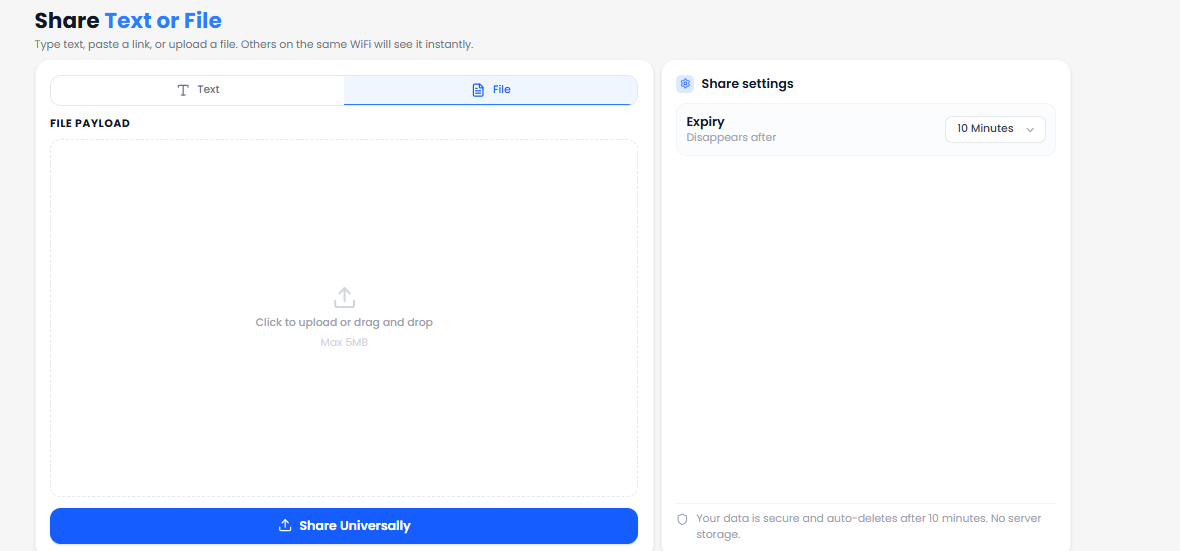 Share Text or File
Type text, paste a link, or upload a file. Others on the same WiFi will see it instantly.
Text
File
FILE PAYLOAD
Click to upload or drag and drop
Max 5MB
Share Universally
Share settings
Expiry
Disappears after
10 Minutes
Your data is secure and auto-deletes after 10 minutes. No server
storage.